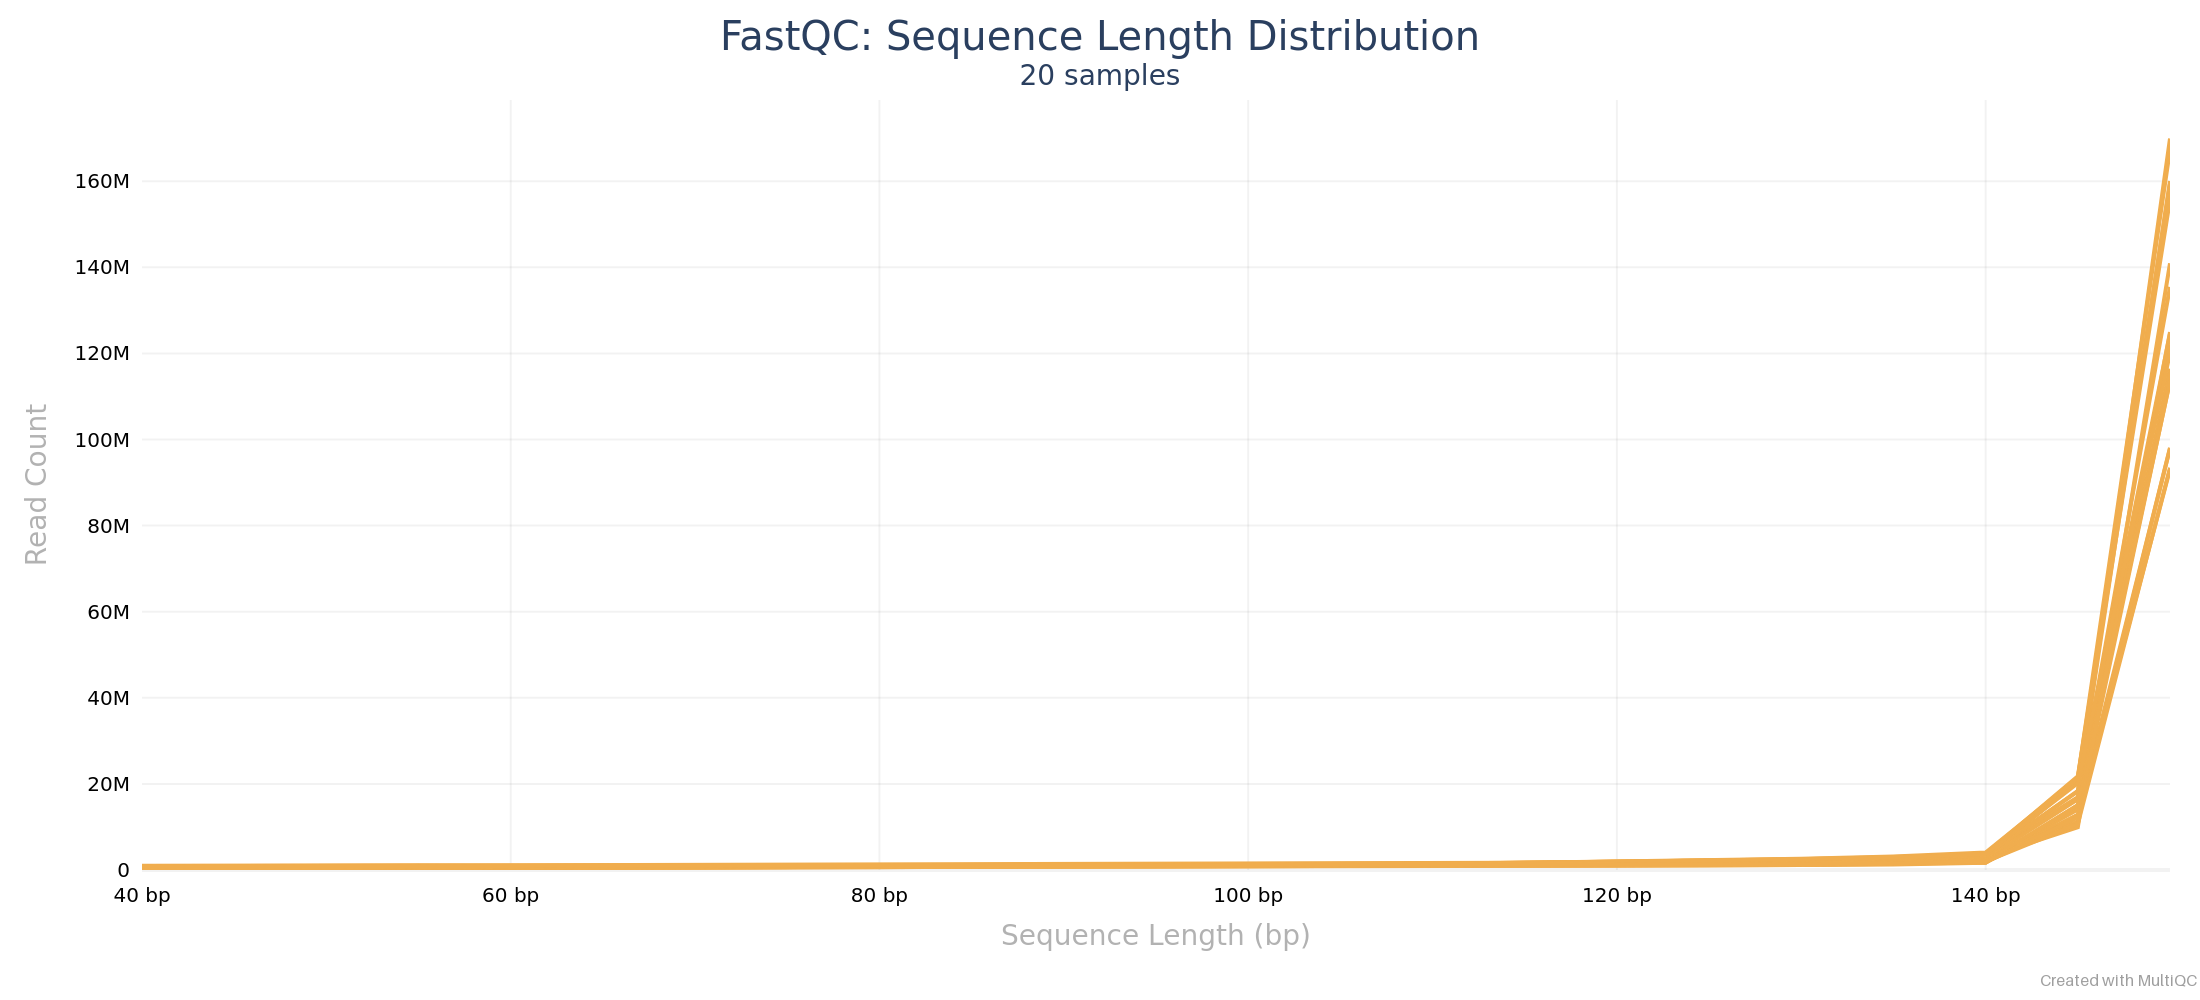 FastQC: Sequence Length Distribution
20 samples
160M
140M
120M
100M
80M
60M
40M
20M
0
Read Count
40 bp 60 bp 80 bp 100 bp 120 bp 140 bp
Sequence Length (bp)
Created with MultiQC